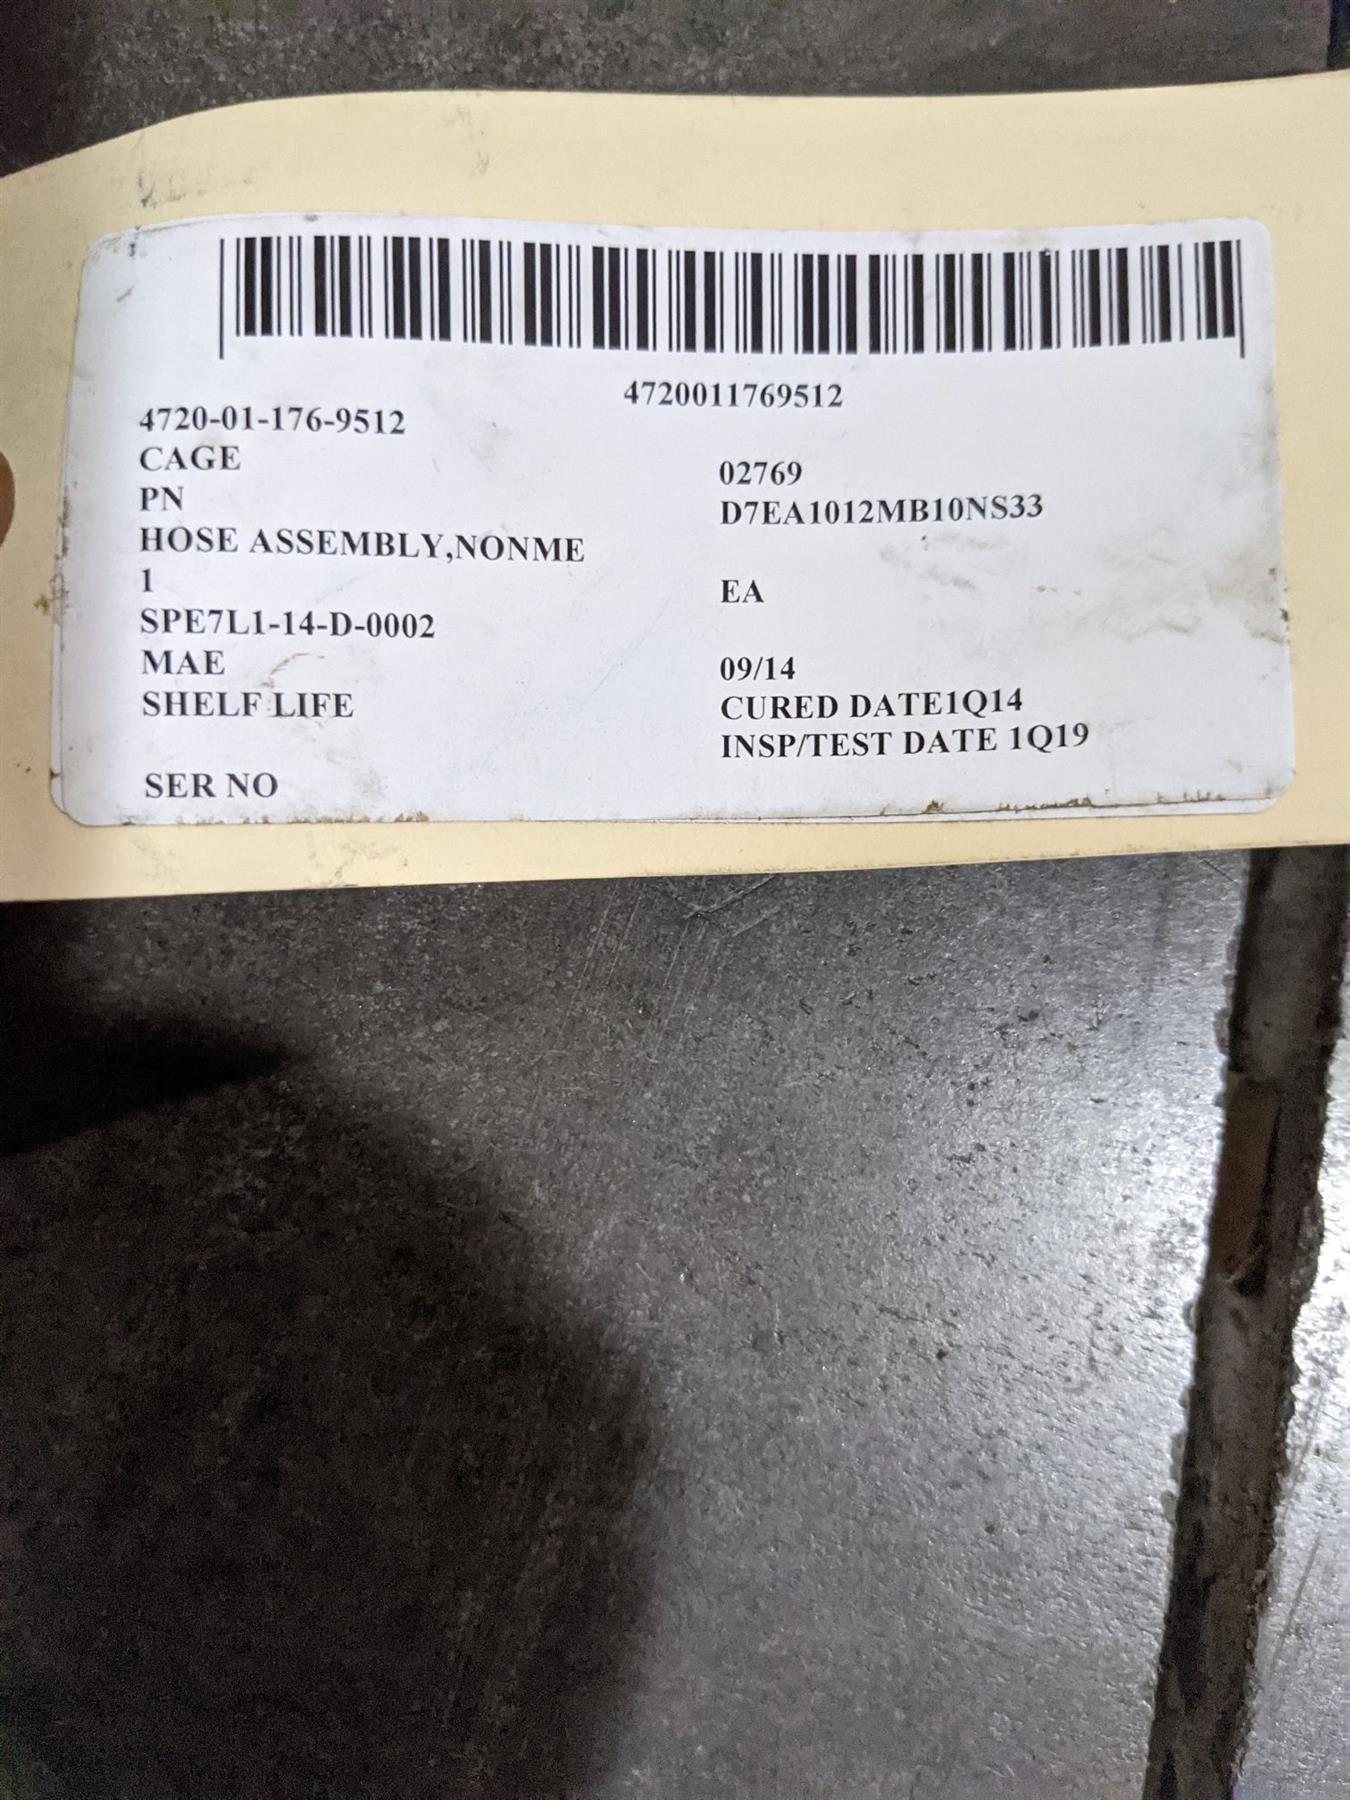 4720011769512
4720-01-176-9512
CAGE 02769
PN D7EA1012MB10NS33
HOSE ASSEMBLY,NONME
1 EA
SPE7L1-14-D-0002
MAE 09/14
SHELF LIFE CURED DATE1Q14
INSP/TEST DATE 1Q19
SER NO